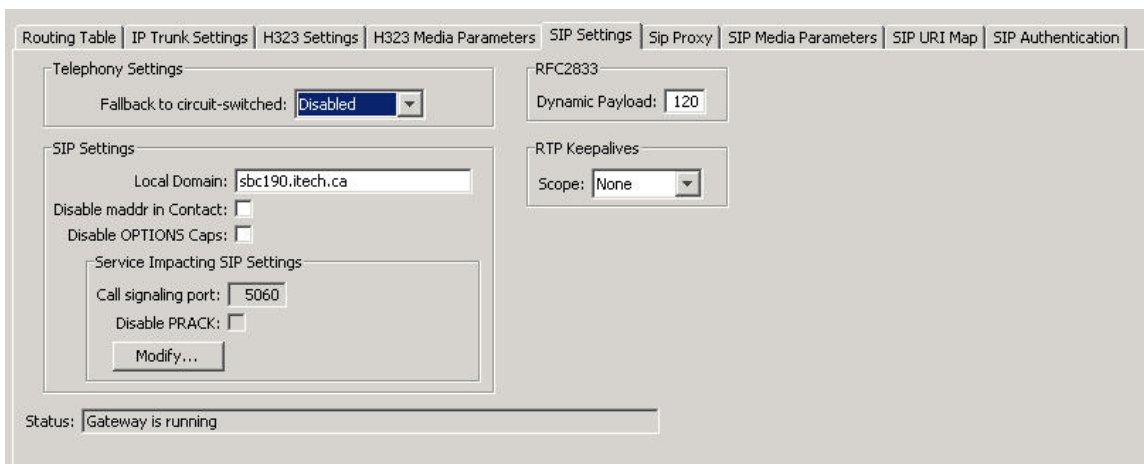 Routing Table IP Trunk Settings H323 Settings H323 Media Parameters SIP Settings Sip Proxy SIP Media Parameters SIP URI Map SIP Authentication
Telephony Settings
Fallback to circuit-switched: Disabled
RFC2833
Dynamic Payload: 120
SIP Settings
Local Domain: sbc190.itech.ca
Disable maddr in Contact:
Disable OPTIONS Caps:
RTP Keepalives
Scope: None
Service Impacting SIP Settings
Call signaling port: 5060
Disable PRACK:
Modify...
Status: Gateway is running